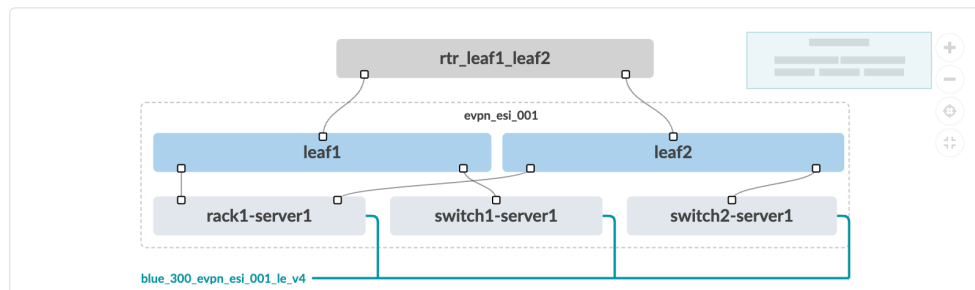 rtr_leaf1_leaf2
evpn_esi_001
leaf1
leaf2
rack1-server1
switch1-server1
switch2-server1
blue_300_evpn_esi_001_le_v4